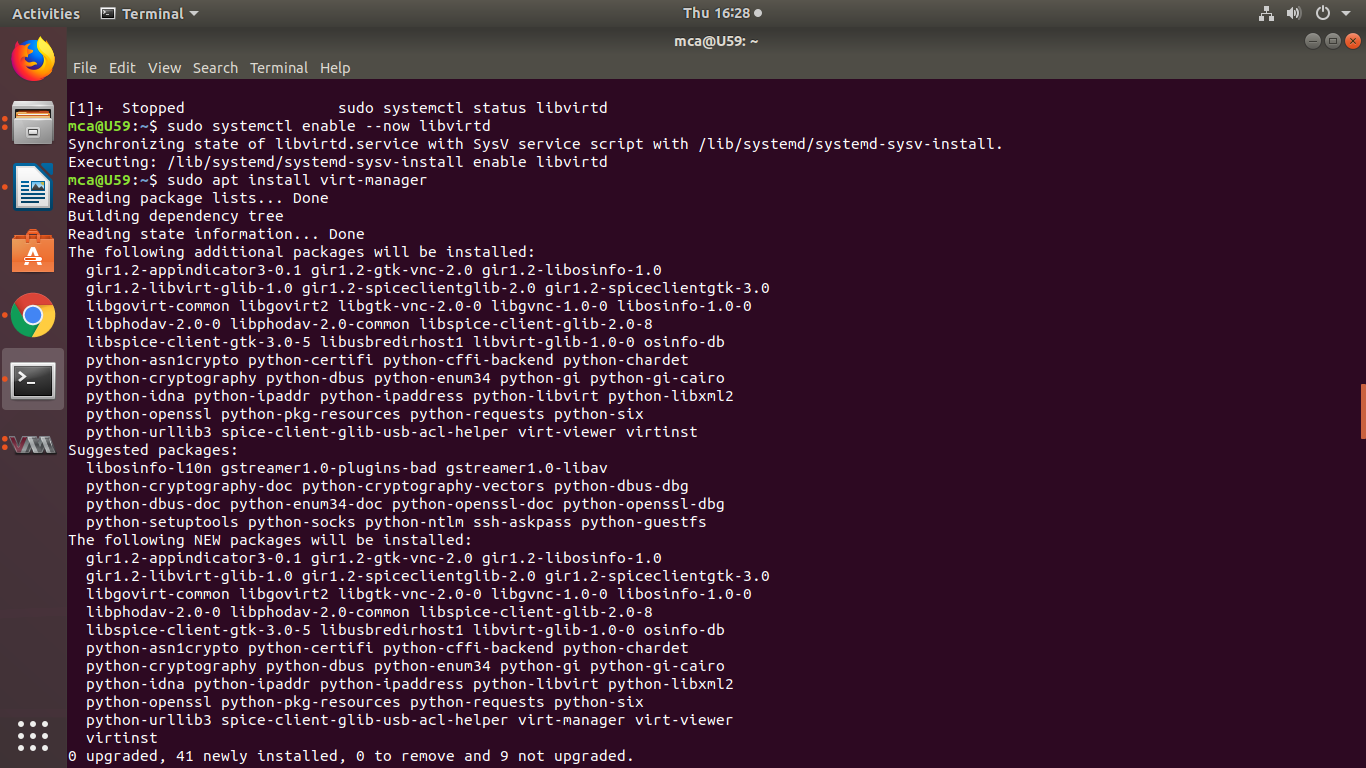 Activities Terminal Thu 16:28
mca@U59: ~
File Edit View Search Terminal Help
[1]+  Stopped                 sudo systemctl status libvirtd
mca@U59:~$ sudo systemctl enable --now libvirtd
Synchronizing state of libvirtd.service with SysV service script with /lib/systemd/systemd-sysv-install.
Executing: /lib/systemd/systemd-sysv-install enable libvirtd
mca@U59:~$ sudo apt install virt-manager
Reading package lists... Done
Building dependency tree
Reading state information... Done
The following additional packages will be installed:
  gir1.2-appindicator3-0.1 gir1.2-gtk-vnc-2.0 gir1.2-libosinfo-1.0
  gir1.2-libvirt-glib-1.0 gir1.2-spiceclientglib-2.0 gir1.2-spiceclientgtk-3.0
  libgovirt-common libgovirt2 libgtk-vnc-2.0-0 libgvnc-1.0-0 libosinfo-1.0-0
  libphodav-2.0-0 libphodav-2.0-common libspice-client-glib-2.0-8
  libspice-client-gtk-3.0-5 libusbredirhost1 libvirt-glib-1.0-0 osinfo-db
  python-asn1crypto python-certifi python-cffi-backend python-chardet
  python-cryptography python-dbus python-enum34 python-gi python-gi-cairo
  python-idna python-ipaddr python-ipaddress python-libvirt python-libxml2
  python-openssl python-pkg-resources python-requests python-six
  python-urllib3 spice-client-glib-usb-acl-helper virt-viewer virtinst
Suggested packages:
  libosinfo-l10n gstreamer1.0-plugins-bad gstreamer1.0-libav
  python-cryptography-doc python-cryptography-vectors python-dbus-dbg
  python-dbus-doc python-enum34-doc python-openssl-doc python-openssl-dbg
  python-setuptools python-socks python-ntlm ssh-askpass python-guestfs
The following NEW packages will be installed:
  gir1.2-appindicator3-0.1 gir1.2-gtk-vnc-2.0 gir1.2-libosinfo-1.0
  gir1.2-libvirt-glib-1.0 gir1.2-spiceclientglib-2.0 gir1.2-spiceclientgtk-3.0
  libgovirt-common libgovirt2 libgtk-vnc-2.0-0 libgvnc-1.0-0 libosinfo-1.0-0
  libphodav-2.0-0 libphodav-2.0-common libspice-client-glib-2.0-8
  libspice-client-gtk-3.0-5 libusbredirhost1 libvirt-glib-1.0-0 osinfo-db
  python-asn1crypto python-certifi python-cffi-backend python-chardet
  python-cryptography python-dbus python-enum34 python-gi python-gi-cairo
  python-idna python-ipaddr python-ipaddress python-libvirt python-libxml2
  python-openssl python-pkg-resources python-requests python-six
  python-urllib3 spice-client-glib-usb-acl-helper virt-manager virt-viewer
  virtinst
0 upgraded, 41 newly installed, 0 to remove and 9 not upgraded.